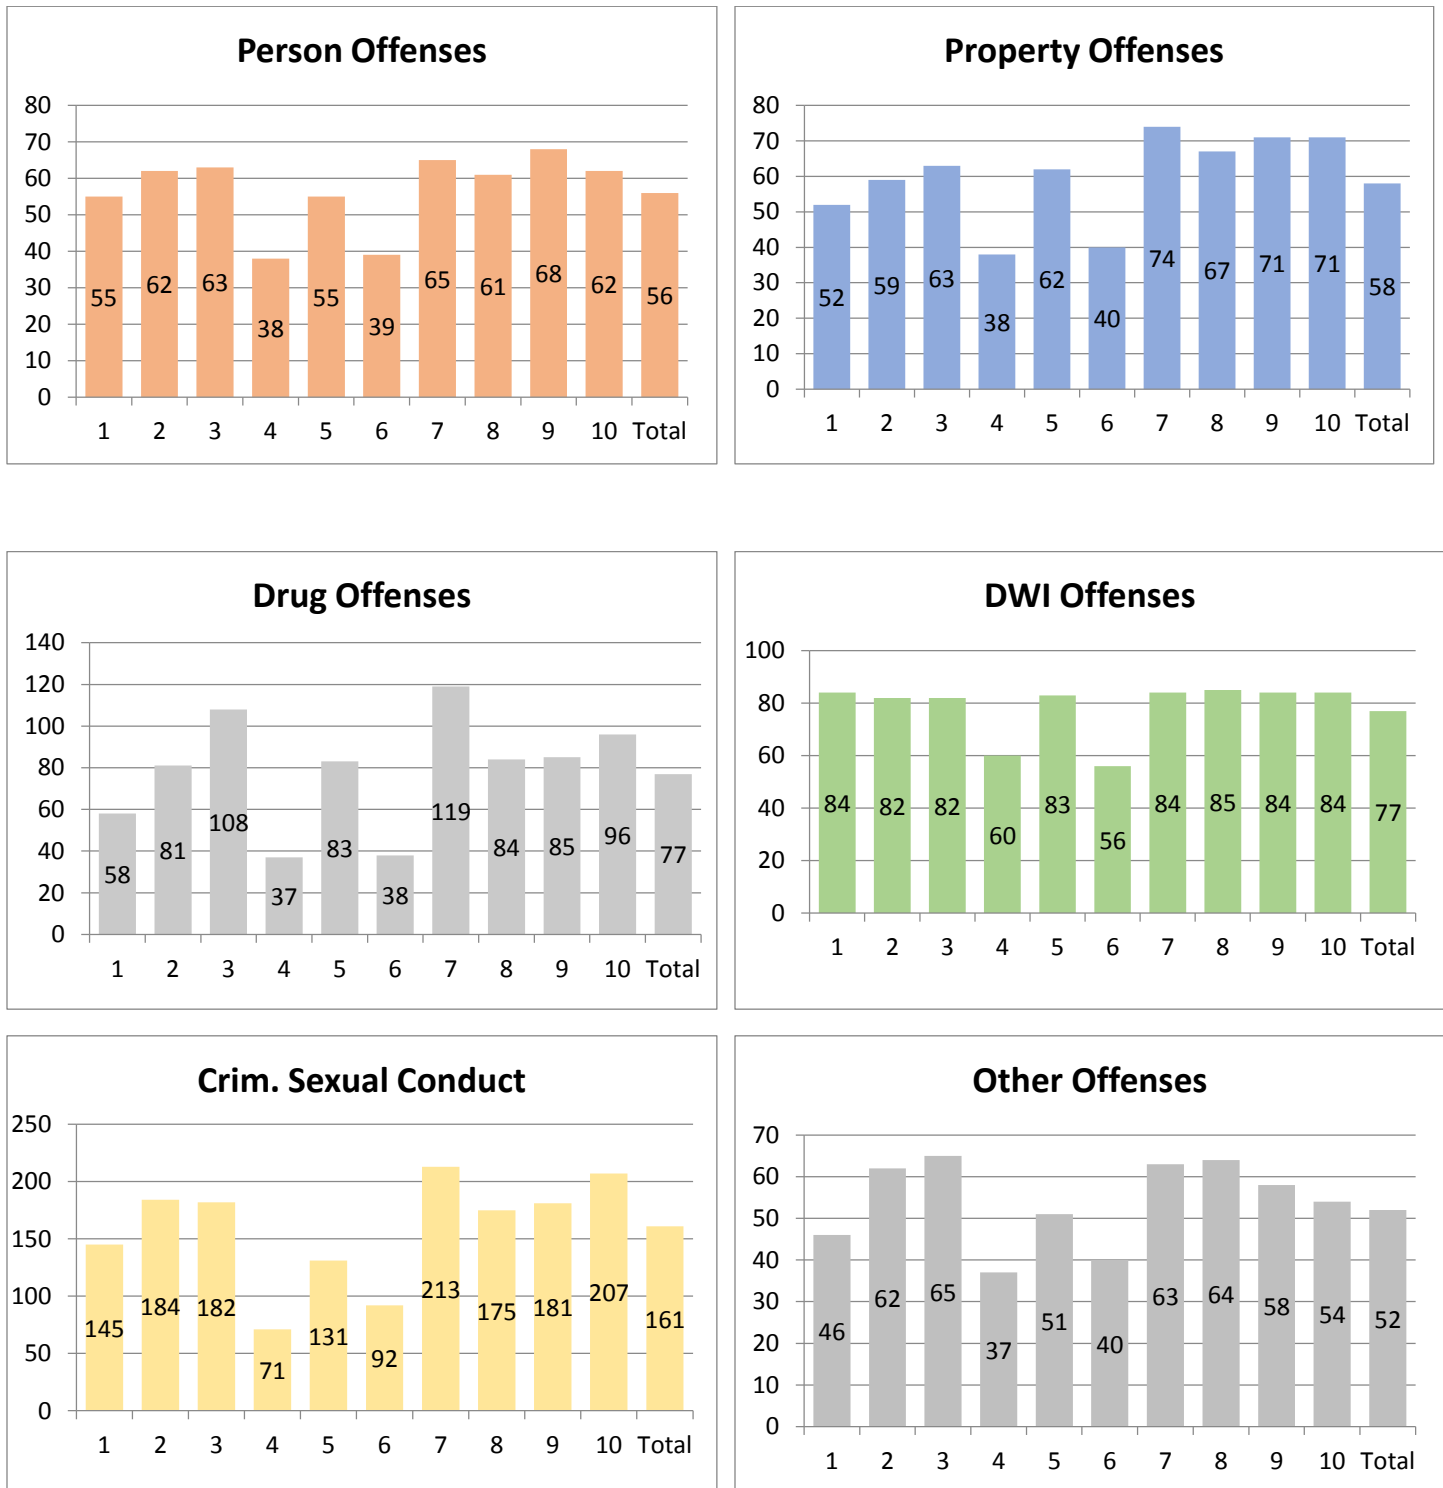 Person Offenses
80
70
60
50
40
30
20
10
0
55 62 63 38 55 39 65 61 68 62 56
1 2 3 4 5 6 7 8 9 10 Total
Property Offenses
80
70
60
50
40
30
20
10
0
52 59 63 38 62 40 74 67 71 71 58
1 2 3 4 5 6 7 8 9 10 Total
Drug Offenses
140
120
100
80
60
40
20
0
58 81 108 37 83 38 119 84 85 96 77
1 2 3 4 5 6 7 8 9 10 Total
DWI Offenses
100
80
60
40
20
0
84 82 82 60 83 56 84 85 84 84 77
1 2 3 4 5 6 7 8 9 10 Total
Crim. Sexual Conduct
250
200
150
100
50
0
145 184 182 71 131 92 213 175 181 207 161
1 2 3 4 5 6 7 8 9 10 Total
Other Offenses
70
60
50
40
30
20
10
0
46 62 65 37 51 40 63 64 58 54 52
1 2 3 4 5 6 7 8 9 10 Total